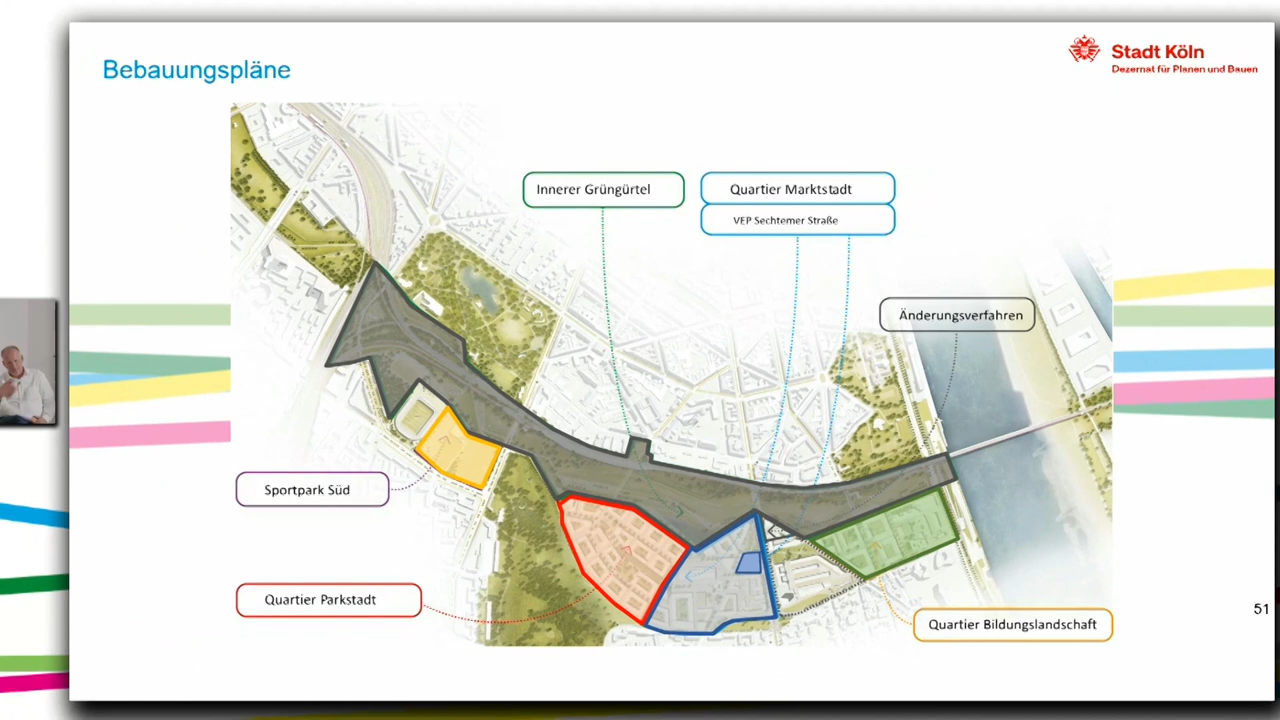 Bebauungspläne
Stadt Köln
Dezernat für Planen und Bauen
Innerer Grüngürtel
Quartier Marktstadt
VEP Sechtemer Straße
Änderungsverfahren
Sportpark Süd
Quartier Parkstadt
Quartier Bildungslandschaft
51